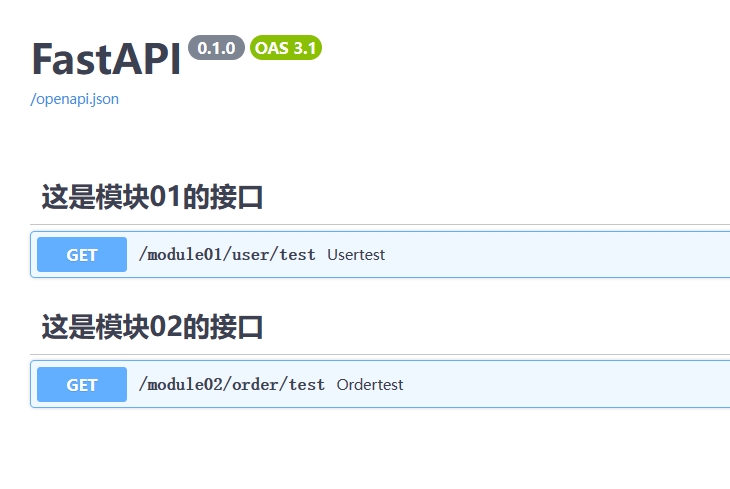 FastAPI 0.1.0 OAS 3.1
/openapi.json
这是模块01的接口
GET /module01/user/test Usertest
这是模块02的接口
GET /module02/order/test Ordertest